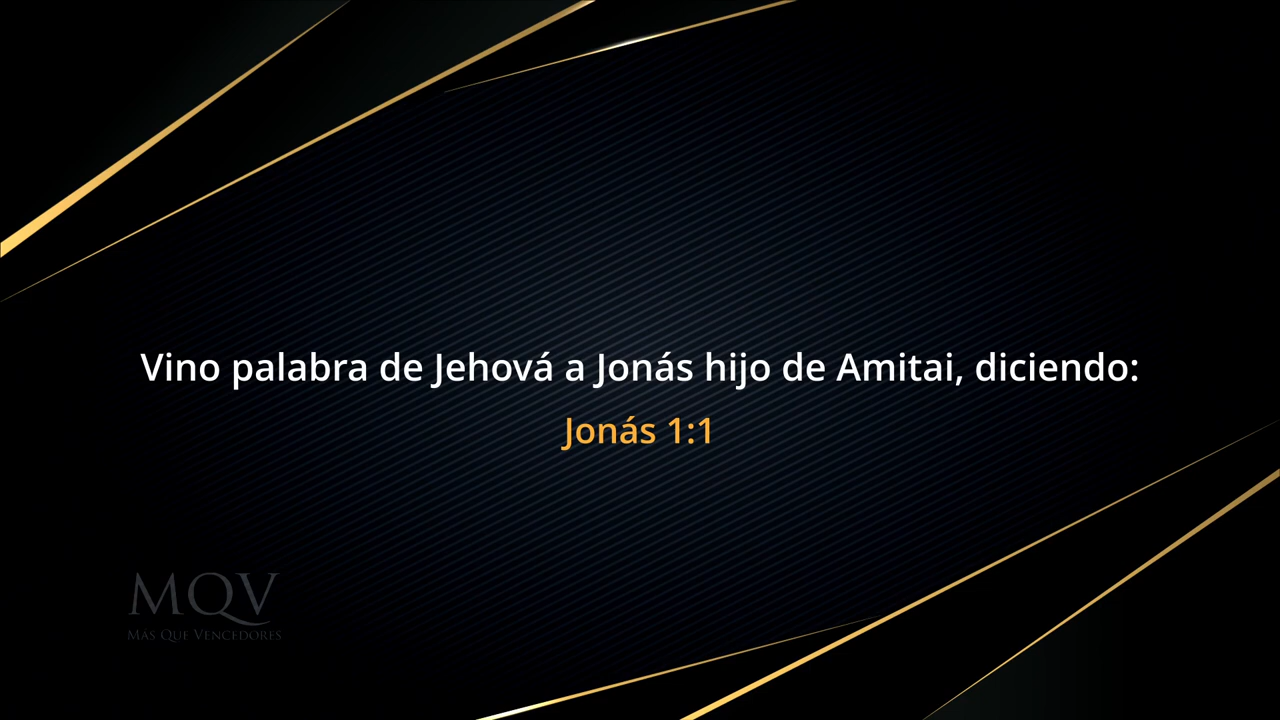 Vino palabra de Jehová a Jonás hijo de Amitai, diciendo:
Jonás 1:1
MQV
Más Que Vencedores